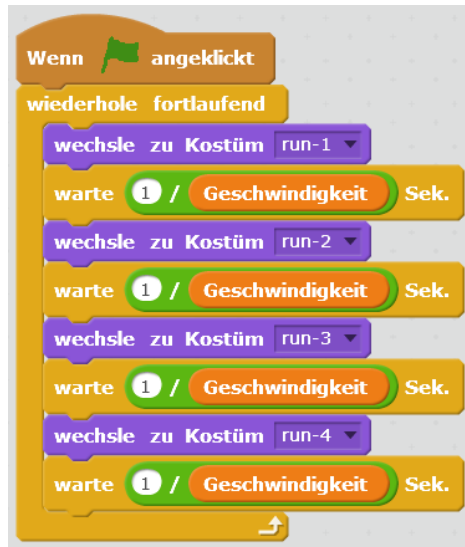 Wenn angeklickt
wiederhole fortlaufend
wechsle zu Kostüm run-1
warte 1 / Geschwindigkeit Sek.
wechsle zu Kostüm run-2
warte 1 / Geschwindigkeit Sek.
wechsle zu Kostüm run-3
warte 1 / Geschwindigkeit Sek.
wechsle zu Kostüm run-4
warte 1 / Geschwindigkeit Sek.